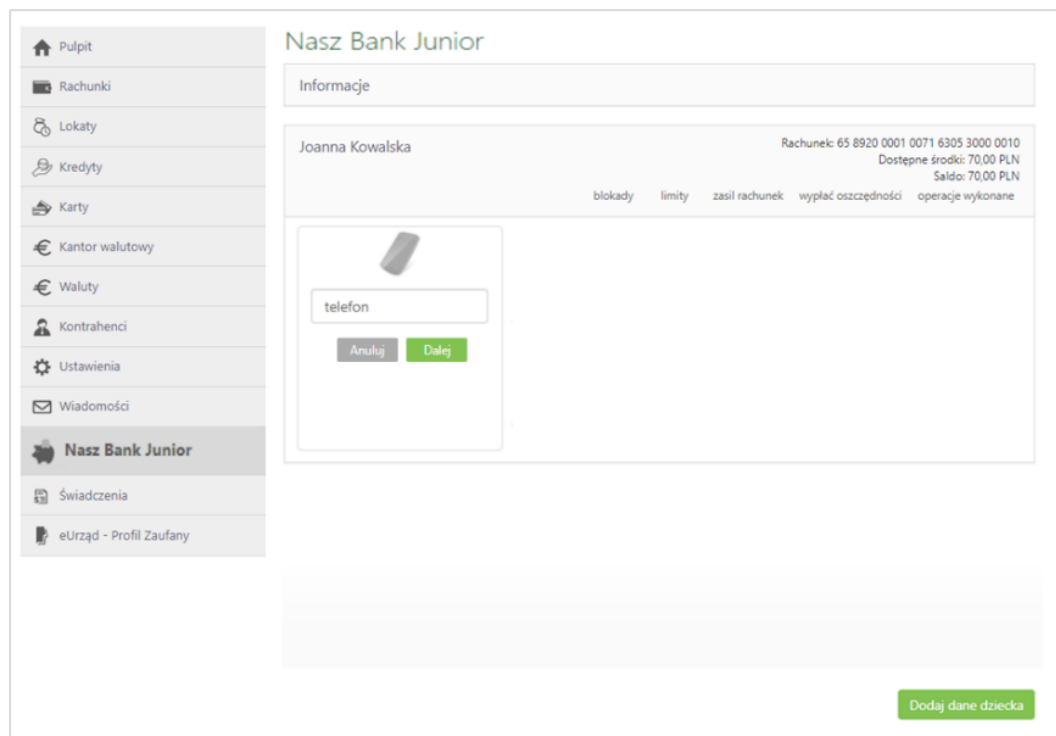 Pulpit
Rachunki
Lokaty
Kredyty
Karty
Kantor walutowy
Waluty
Kontrahenci
Ustawienia
Wiadomości
Nasz Bank Junior
Świadczenia
eUrząd - Profil Zaufany
Nasz Bank Junior
Informacje
Joanna Kowalska
Rachunek: 65 8920 0001 0071 6305 3000 0010
Dostępne środki: 70,00 PLN
Saldo: 70,00 PLN
blokady limity zasil rachunek wypłać oszczędności operacje wykonane
telefon
Anuluj Dalej
Dodaj dane dziecka